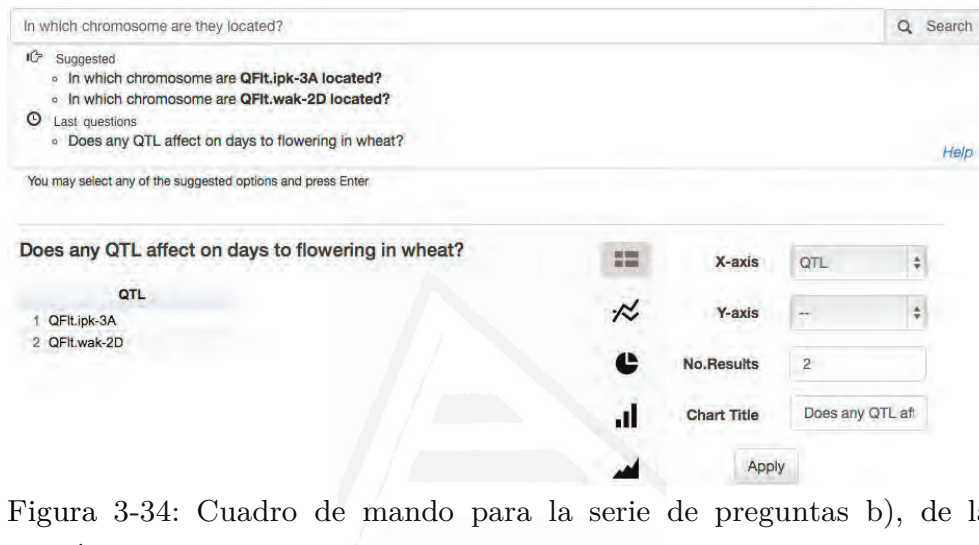 In which chromosome are they located?
Search
Suggested
In which chromosome are QFlt.ipk-3A located?
In which chromosome are QFlt.wak-2D located?
Last questions
Does any QTL affect on days to flowering in wheat?
Help
You may select any of the suggested options and press Enter
Does any QTL affect on days to flowering in wheat?
QTL
1 QFlt.ipk-3A
2 QFlt.wak-2D
X-axis QTL
Y-axis --
No.Results 2
Chart Title Does any QTL af
Apply
Figura 3-34: Cuadro de mando para la serie de preguntas b), de la